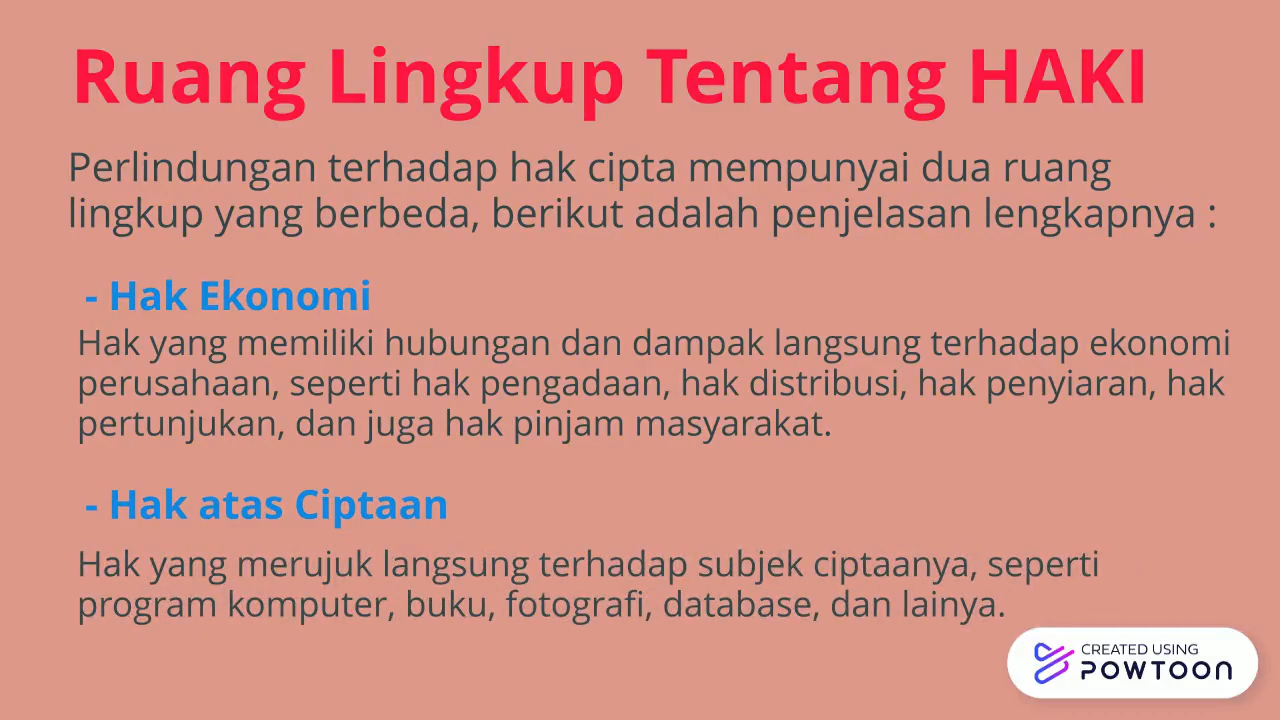 Ruang Lingkup Tentang HAKI
Perlindungan terhadap hak cipta mempunyai dua ruang
lingkup yang berbeda, berikut adalah penjelasan lengkapnya :
- Hak Ekonomi
Hak yang memiliki hubungan dan dampak langsung terhadap ekonomi
perusahaan, seperti hak pengadaan, hak distribusi, hak penyiaran, hak
pertunjukan, dan juga hak pinjam masyarakat.
- Hak atas Ciptaan
Hak yang merujuk langsung terhadap subjek ciptaanya, seperti
program komputer, buku, fotografi, database, dan lainya.
CREATED USING
POWTOON